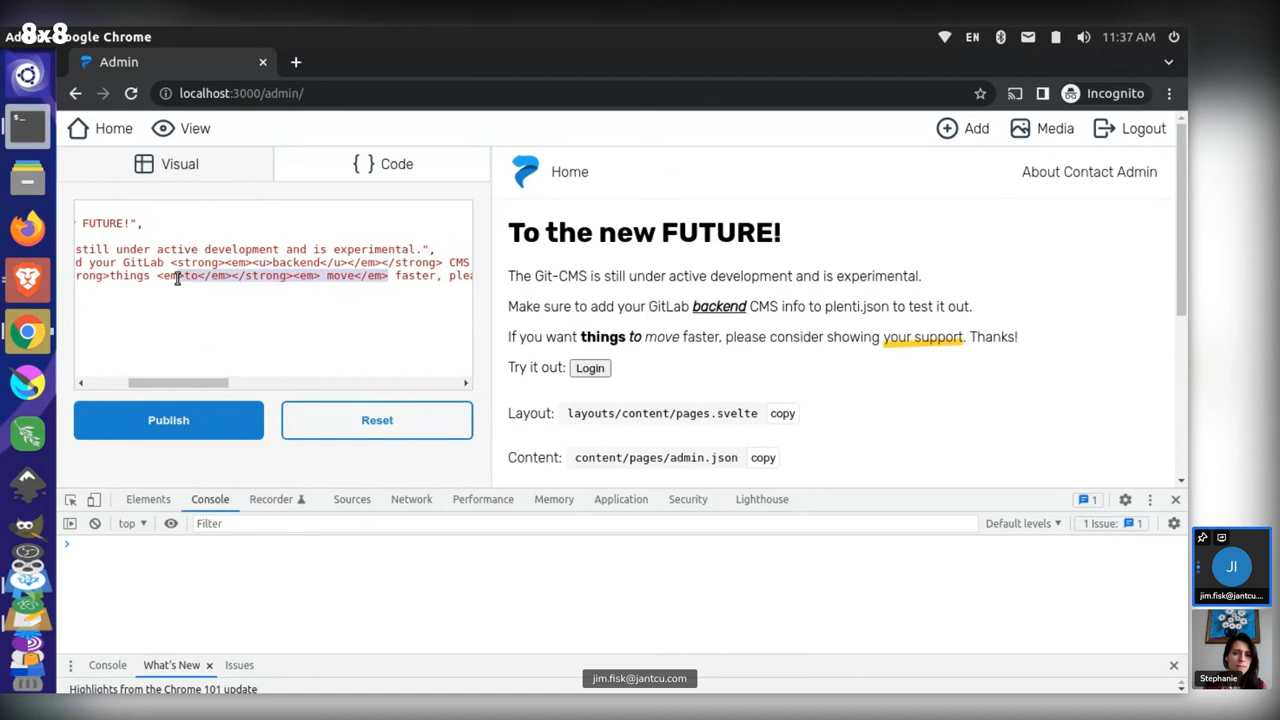 8x8
Ad
Google Chrome
EN
11:37 AM
Admin
localhost:3000/admin/
Incognito
Home
View
Add
Media
Logout
Visual
{ } Code
Home
About Contact Admin
FUTURE!",
still under active development and is experimental.",
d your GitLab <strong><em><u>backend</u></em></strong> CMS
rong>things <em>to</em></strong><em> move</em> faster, plea
Publish
Reset
To the new FUTURE!
The Git-CMS is still under active development and is experimental.
Make sure to add your GitLab backend CMS info to plenti.json to test it out.
If you want things to move faster, please consider showing your support. Thanks!
Try it out: Login
Layout: layouts/content/pages.svelte copy
Content: content/pages/admin.json copy
Elements
Console
Recorder
Sources
Network
Performance
Memory
Application
Security
Lighthouse
1
top
Filter
Default levels
1 Issue: 1
Console
What's New
Issues
Highlights from the Chrome 101 update
JI
jim.fisk@jantcu....
Stephanie
jim.fisk@jantcu.com